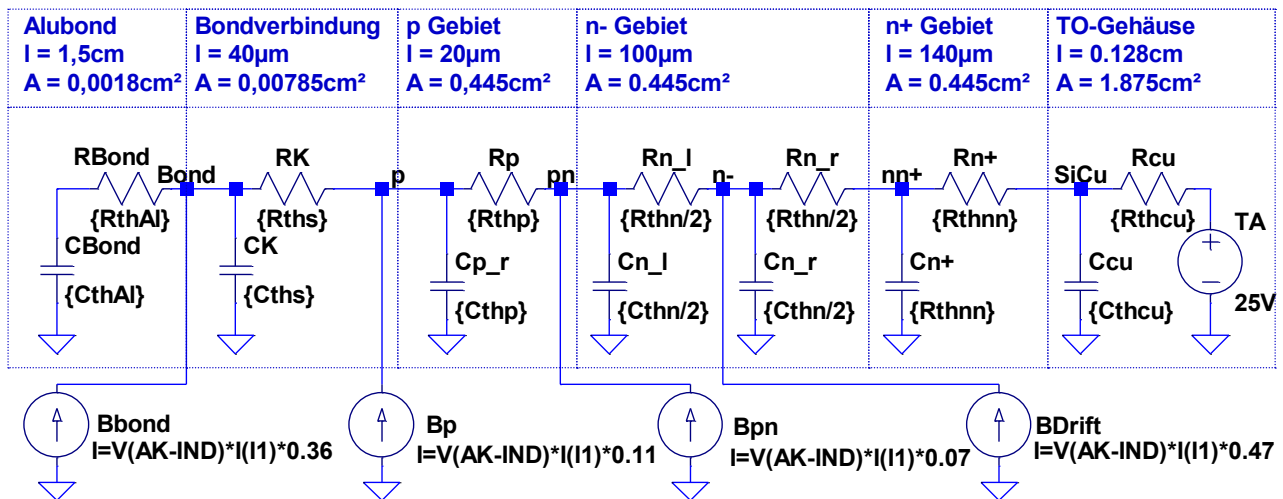 Alubond
l = 1,5cm
A = 0,0018cm²
Bondverbindung
l = 40µm
A = 0,00785cm²
p Gebiet
l = 20µm
A = 0,445cm²
n- Gebiet
l = 100µm
A = 0.445cm²
n+ Gebiet
l = 140µm
A = 0.445cm²
TO-Gehäuse
l = 0.128cm
A = 1.875cm²
RBond
Bond
{RthAl}
CBond
{CthAl}
RK
{Rths}
CK
{Cths}
p
Rp
{Rthp}
Cp_r
{Cthp}
pn
Rn_l
{Rthn/2}
Cn_l
{Cthn/2}
n-
Rn_r
{Rthn/2}
Cn_r
{Cthn/2}
nn+
Rn+
{Rthnn}
Cn+
{Rthnn}
SiCu
Rcu
{Rthcu}
Ccu
{Cthcu}
TA
25V
Bbond
I=V(AK-IND)*I(I1)*0.36
Bp
I=V(AK-IND)*I(I1)*0.11
Bpn
I=V(AK-IND)*I(I1)*0.07
BDrift
I=V(AK-IND)*I(I1)*0.47